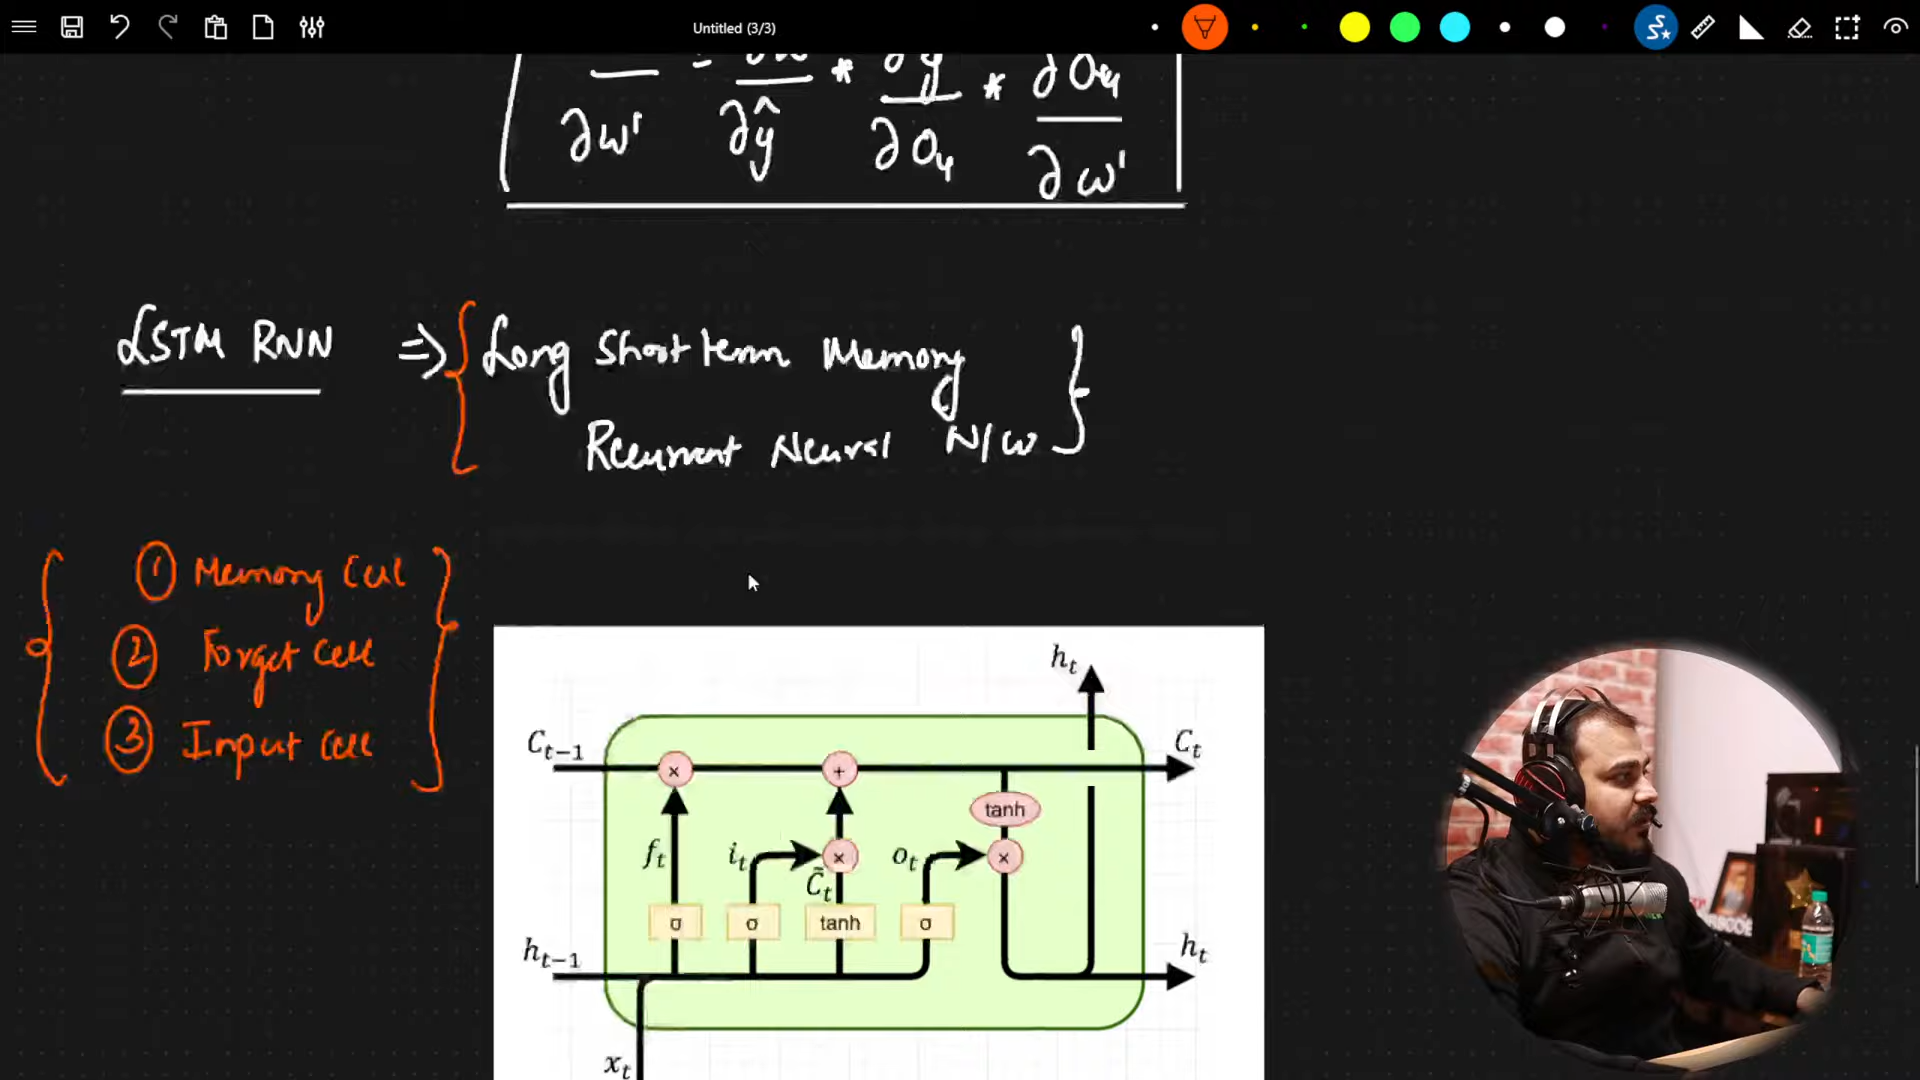 Untitled (3/3)
= * ∂ŷ * ∂O₄
∂w' ∂ŷ ∂O₄ ∂w'
LSTM RNN => { Long Short term Memory }
Recurrent Neural N/w
① Memory Cell
② Forget Cell
③ Input Cell
hₜ
Cₜ₋₁ × + Cₜ
tanh
fₜ iₜ × oₜ ×
C̃ₜ
σ σ tanh σ
hₜ₋₁ hₜ
xₜ